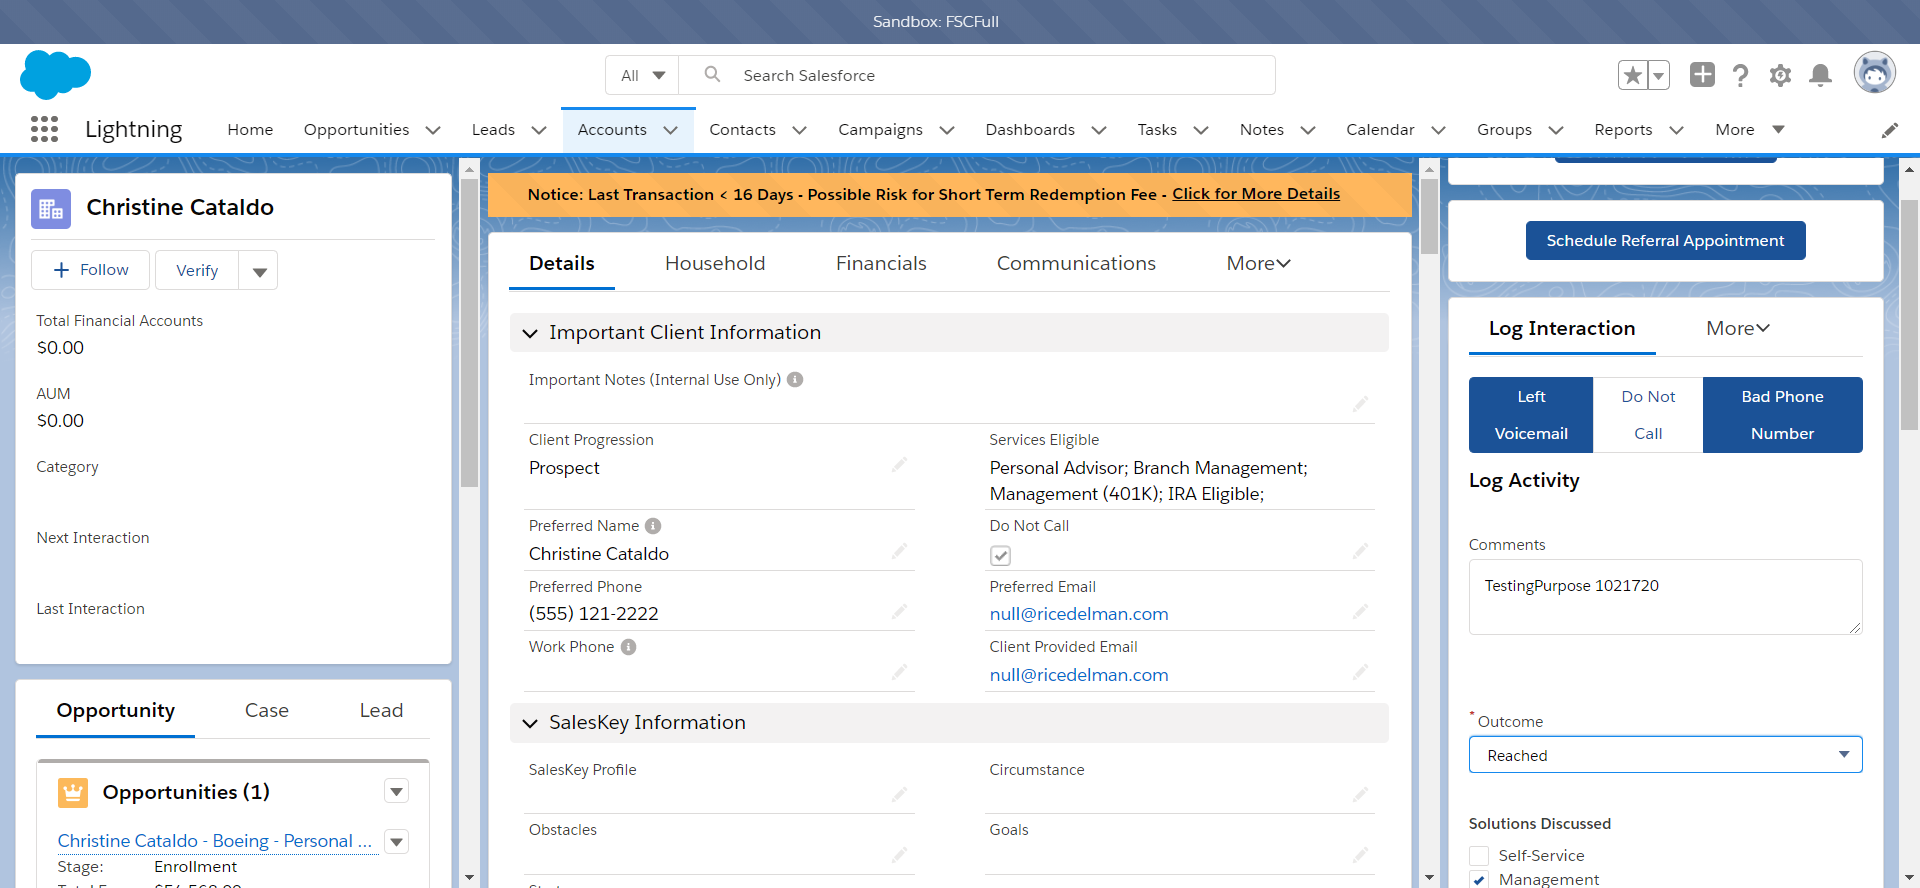 Sandbox: FSCFull
All
Search Salesforce
Lightning
Home
Opportunities
Leads
Accounts
Contacts
Campaigns
Dashboards
Tasks
Notes
Calendar
Groups
Reports
More
Christine Cataldo
Follow
Verify
Total Financial Accounts
$0.00
AUM
$0.00
Category
Next Interaction
Last Interaction
Opportunity
Case
Lead
Opportunities (1)
Christine Cataldo - Boeing - Personal ...
Stage: Enrollment
Notice: Last Transaction < 16 Days - Possible Risk for Short Term Redemption Fee - Click for More Details
Details
Household
Financials
Communications
More
Important Client Information
Important Notes (Internal Use Only)
Client Progression
Prospect
Services Eligible
Personal Advisor; Branch Management;
Management (401K); IRA Eligible;
Preferred Name
Christine Cataldo
Do Not Call
Preferred Phone
(555) 121-2222
Preferred Email
null@ricedelman.com
Work Phone
Client Provided Email
null@ricedelman.com
SalesKey Information
SalesKey Profile
Circumstance
Obstacles
Goals
Schedule Referral Appointment
Log Interaction
More
Left
Voicemail
Do Not
Call
Bad Phone
Number
Log Activity
Comments
TestingPurpose 1021720
* Outcome
Reached
Solutions Discussed
Self-Service
Management